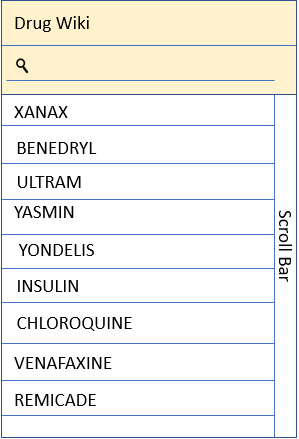 Drug Wiki
XANAX
BENEDRYL
ULTRAM
YASMIN
YONDELIS
INSULIN
CHLOROQUINE
VENAFAXINE
REMICADE
Scroll Bar